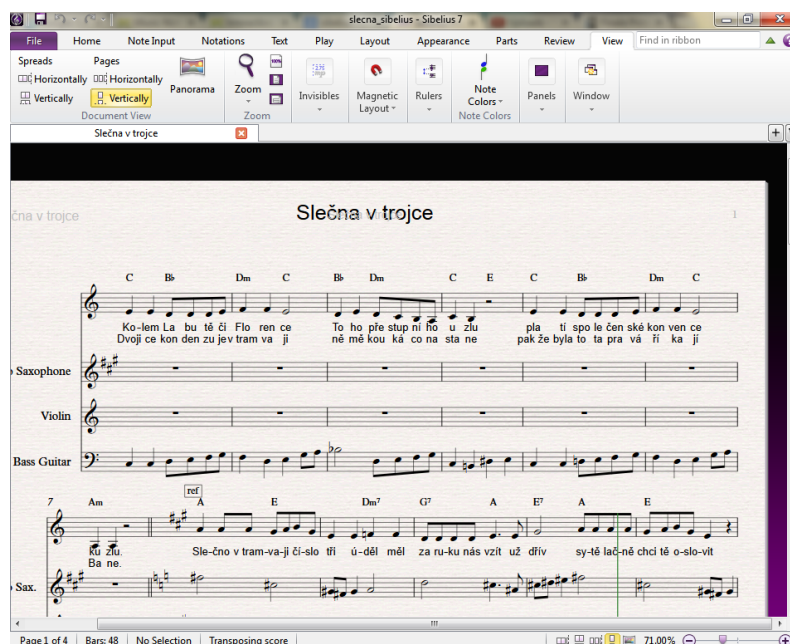 slecna_sibelius - Sibelius 7
File Home Note Input Notations Text Play Layout Appearance Parts Review View Find in ribbon
Spreads Pages
Horizontally Horizontally
Vertically Vertically
Panorama Zoom 100% Invisibles Magnetic Layout Rulers Note Colors Panels Window
Document View Zoom Note Colors
Slečna v trojce
čna v trojce Slečna v trojce 1
C B♭ Dm C B♭ Dm C E C B♭ Dm C
Ko-lem La bu tě či Flo ren ce To ho pře stup ní ho u zlu pla tí spo le čen ské kon ven ce
Dvoji ce kon den zu je v tram va ji ně mě kou ká co na sta ne pak že byla to ta pra vá ří ka jí
Saxophone
Violin
Bass Guitar
ref
7 Am A E Dm7 G7 A E7 A E
ku zlu. Sle-čno v tram-va-ji čí-slo tři ú-děl měl za ru-ku nás vzít už dřív sy-tě lač-ně chci tě o-slo-vit
Ba ne.
Sax.
Page 1 of 4 Bars: 48 No Selection Transposing score 71.00%